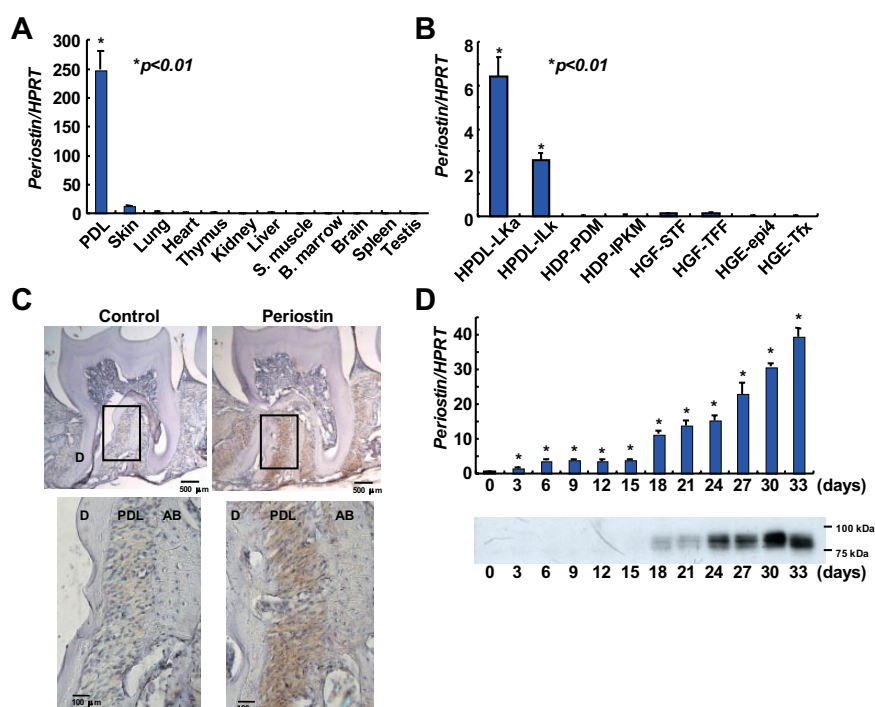 A
Periostin/HPRT
300
250
200
150
100
50
0
*
*p<0.01
PDL
Skin
Lung
Heart
Thymus
Kidney
Liver
S. muscle
B. marrow
Brain
Spleen
Testis
B
Periostin/HPRT
8
6
4
2
0
*
*
*p<0.01
HPDL-LKa
HPDL-ILk
HDP-PDM
HDP-IPKM
HGF-STF
HGF-TFF
HGE-epi4
HGE-Tfx
C
Control
Periostin
D
500 μm
500 μm
D PDL AB
D PDL AB
100 μm
D
Periostin/HPRT
40
30
20
10
0
* * * * * * * * * * *
0 3 6 9 12 15 18 21 24 27 30 33 (days)
100 kDa
75 kDa
0 3 6 9 12 15 18 21 24 27 30 33 (days)